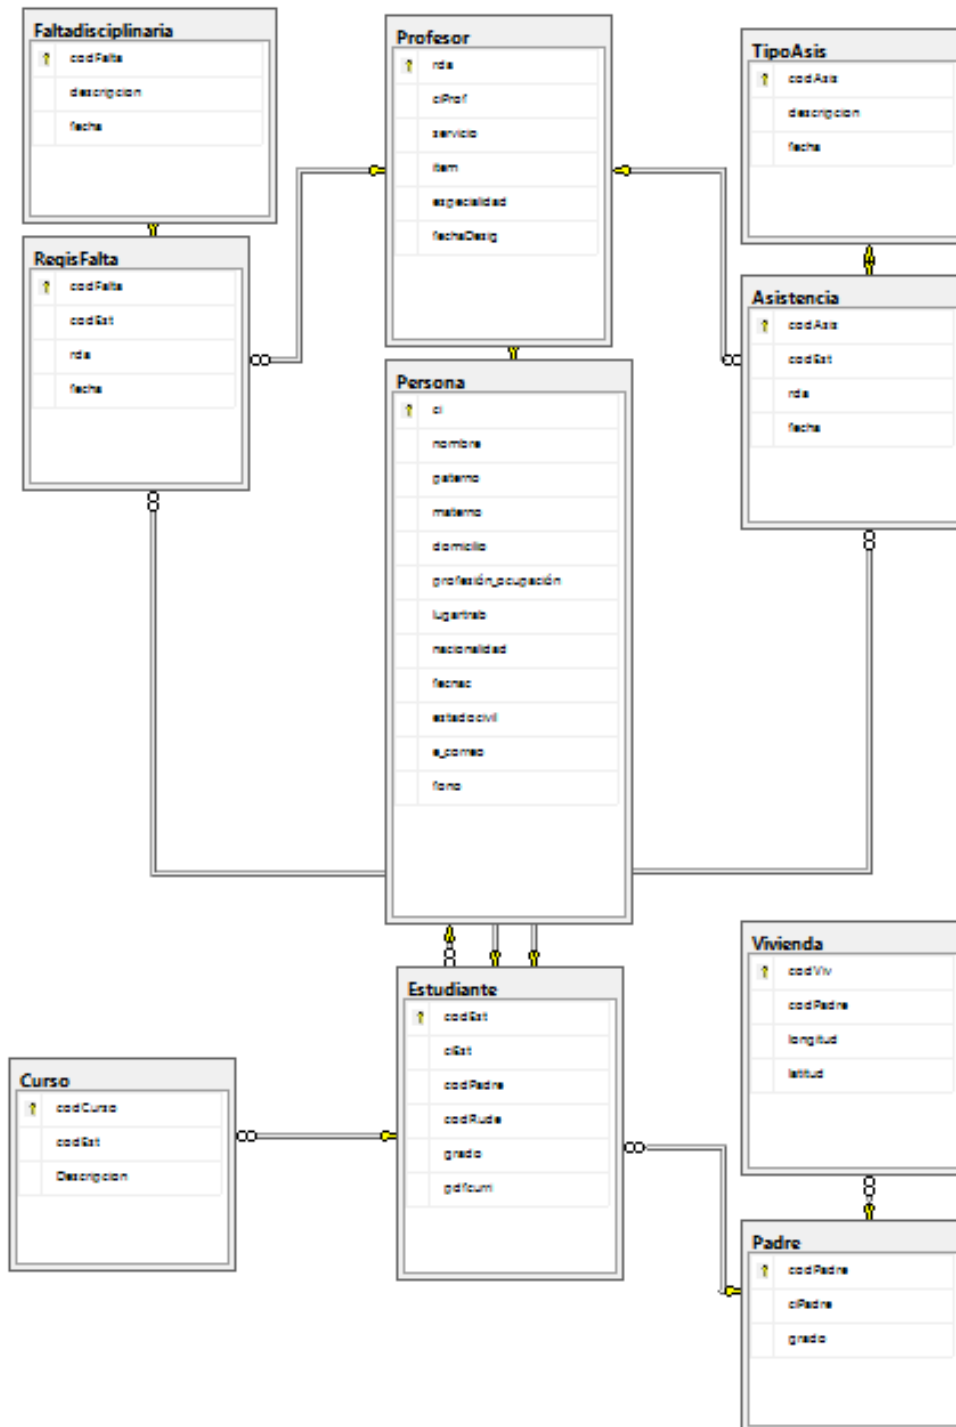 Faltadisciplinaria
codFalta
descripcion
fecha
Profesor
rda
ciProf
servicio
item
especialidad
fechaDesig
TipoAsis
codAsis
descripcion
fecha
RegisFalta
codFalta
codEst
rda
fecha
Asistencia
codAsis
codEst
rda
fecha
Persona
ci
nombre
paterno
materno
domicilio
profesión_ocupación
lugartrab
nacionalidad
fecnac
estadocivil
e_correo
fono
Estudiante
codEst
ciEst
codPadre
codRude
grado
pdfcurri
Curso
codCurso
codEst
Descripcion
Vivienda
codViv
codPadre
longitud
latitud
Padre
codPadre
ciPadre
grado